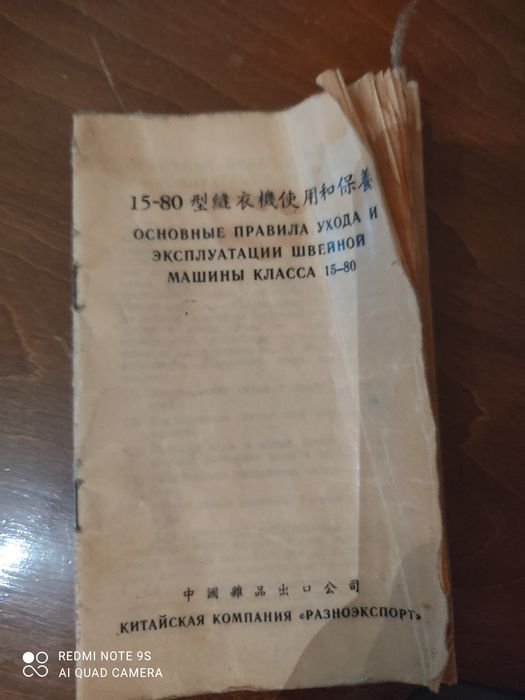 15-80 型縫衣機使用和保養
ОСНОВНЫЕ ПРАВИЛА УХОДА И
ЭКСПЛУАТАЦИИ ШВЕЙНОЙ
МАШИНЫ КЛАССА 15-80
中國雜品出口公司
КИТАЙСКАЯ КОМПАНИЯ «РАЗНОЭКСПОРТ»
REDMI NOTE 9S
AI QUAD CAMERA